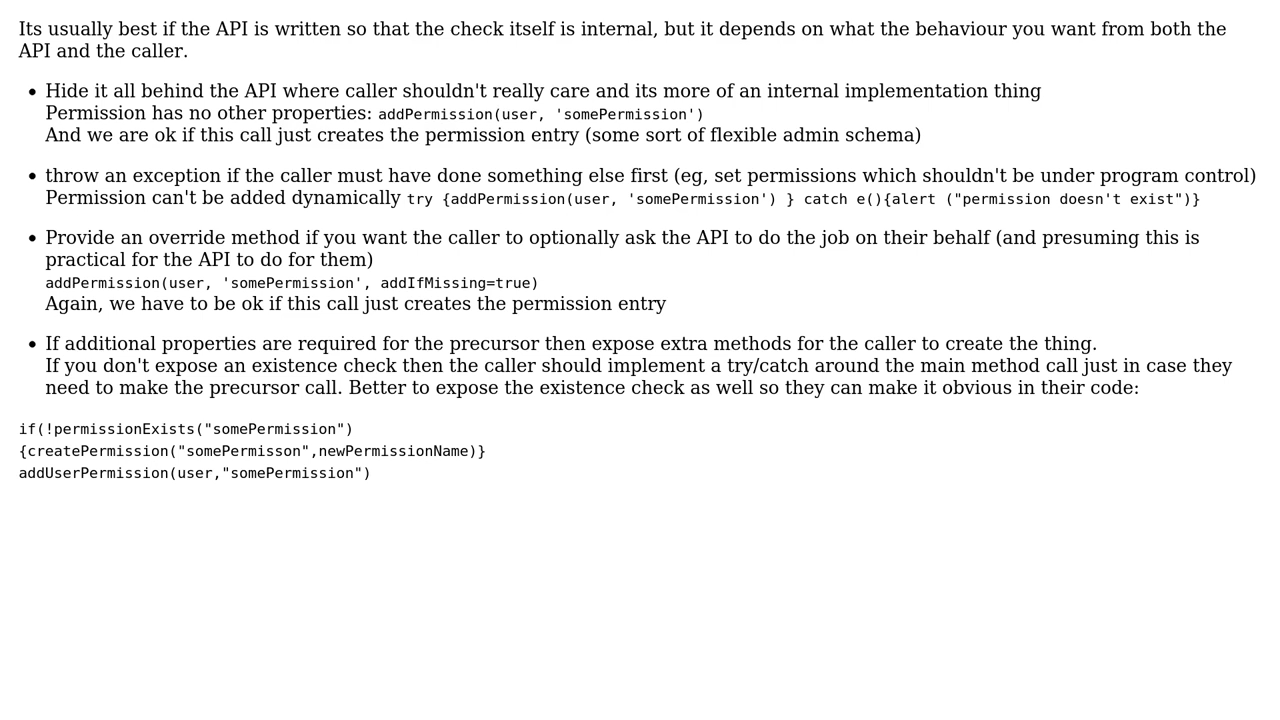 Its usually best if the API is written so that the check itself is internal, but it depends on what the behaviour you want from both the
API and the caller.
• Hide it all behind the API where caller shouldn't really care and its more of an internal implementation thing
Permission has no other properties: addPermission(user, 'somePermission')
And we are ok if this call just creates the permission entry (some sort of flexible admin schema)
• throw an exception if the caller must have done something else first (eg, set permissions which shouldn't be under program control)
Permission can't be added dynamically try {addPermission(user, 'somePermission') } catch e(){alert ("permission doesn't exist")}
• Provide an override method if you want the caller to optionally ask the API to do the job on their behalf (and presuming this is
practical for the API to do for them)
addPermission(user, 'somePermission', addIfMissing=true)
Again, we have to be ok if this call just creates the permission entry
• If additional properties are required for the precursor then expose extra methods for the caller to create the thing.
If you don't expose an existence check then the caller should implement a try/catch around the main method call just in case they
need to make the precursor call. Better to expose the existence check as well so they can make it obvious in their code:
if(!permissionExists("somePermission")
{createPermission("somePermisson",newPermissionName)}
addUserPermission(user,"somePermission")